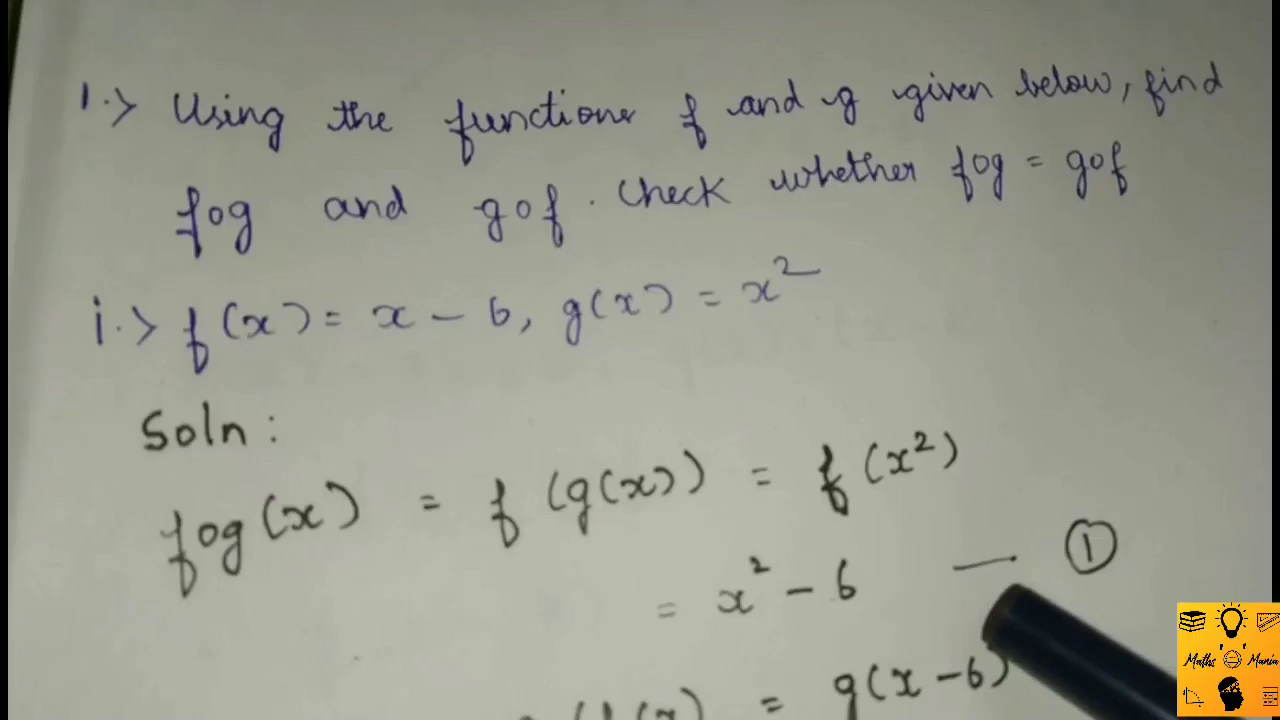 1.> Using the functions f and g given below, find
fog and gof. Check whether fog = gof
i.> f(x) = x - 6, g(x) = x²
Soln:
fog(x) = f(g(x)) = f(x²)
= x² - 6 — ①
(f(x)) = g(x-6)
Maths Mania